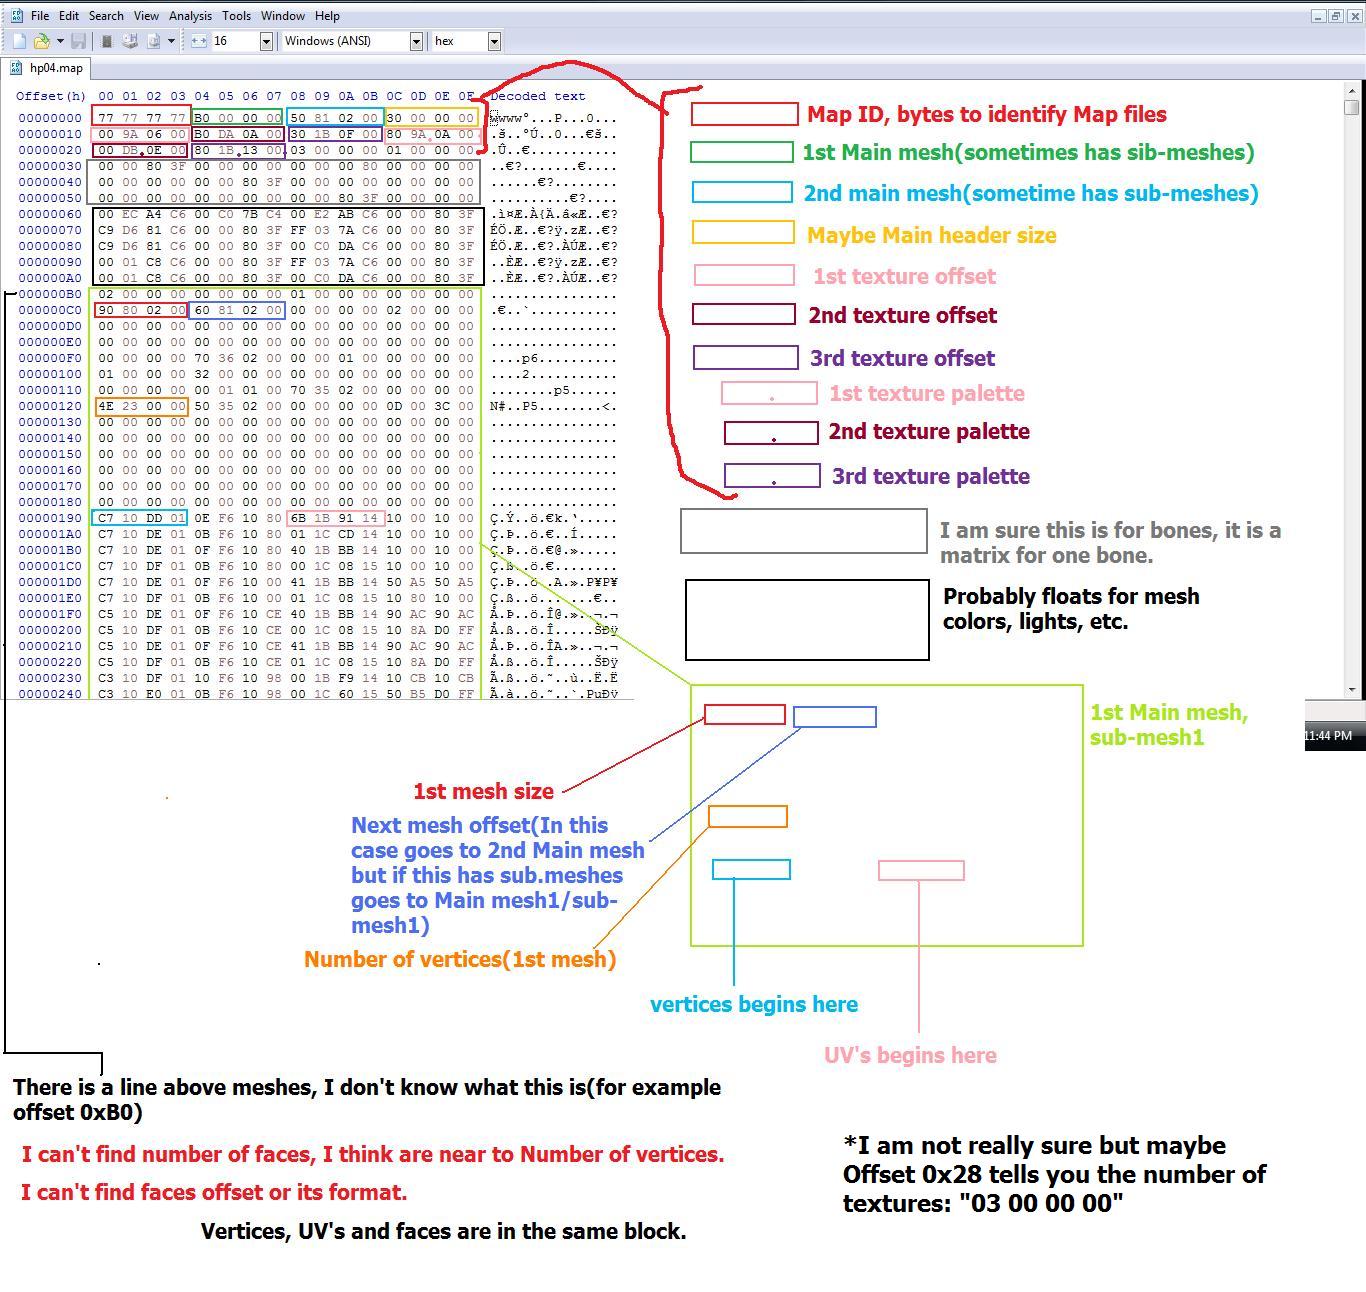 File Edit Search View Analysis Tools Window Help
16 Windows (ANSI) hex
hp04.map
Offset(h) 00 01 02 03 04 05 06 07 08 09 0A 0B 0C 0D 0E 0F Decoded text
00000000 77 77 77 77 B0 00 00 00 50 81 02 00 30 00 00 00 wwww°...P...0...
00000010 00 9A 06 00 B0 DA 0A 00 30 1B 0F 00 80 9A 0A 00 .š..°Ú..0...€š..
00000020 00 DB 0E 00 80 1B 13 00 03 00 00 00 01 00 00 00 .Û..€...........
00000030 00 00 80 3F 00 00 00 00 00 00 00 80 00 00 00 00 ..€?.......€....
00000040 00 00 00 00 00 00 80 3F 00 00 00 00 00 00 00 00 ......€?........
00000050 00 00 00 00 00 00 00 00 00 00 80 3F 00 00 00 00 ..........€?....
00000060 00 EC A4 C6 00 C0 7B C4 00 E2 AB C6 00 00 80 3F .ì¤Æ.À{Ä.â«Æ..€?
00000070 C9 D6 81 C6 00 00 80 3F FF 03 7A C6 00 00 80 3F ÉÖ.Æ..€?ÿ.zÆ..€?
00000080 C9 D6 81 C6 00 00 80 3F 00 C0 DA C6 00 00 80 3F ÉÖ.Æ..€?.ÀÚÆ..€?
00000090 00 01 C8 C6 00 00 80 3F FF 03 7A C6 00 00 80 3F ..ÈÆ..€?ÿ.zÆ..€?
000000A0 00 01 C8 C6 00 00 80 3F 00 C0 DA C6 00 00 80 3F ..ÈÆ..€?.ÀÚÆ..€?
000000B0 02 00 00 00 00 00 00 00 01 00 00 00 00 00 00 00 ................
000000C0 90 80 02 00 60 81 02 00 00 00 00 00 02 00 00 00 .€..`...........
000000D0 00 00 00 00 00 00 00 00 00 00 00 00 00 00 00 00 ................
000000E0 00 00 00 00 00 00 00 00 00 00 00 00 00 00 00 00 ................
000000F0 00 00 00 00 70 36 02 00 00 00 01 00 00 00 00 00 ....p6..........
00000100 01 00 00 00 32 00 00 00 00 00 00 00 00 00 00 00 ....2...........
00000110 00 00 00 00 00 01 01 00 70 35 02 00 00 00 00 00 ........p5......
00000120 4E 23 00 00 50 35 02 00 00 00 00 00 0D 00 3C 00 N#..P5........<.
00000130 00 00 00 00 00 00 00 00 00 00 00 00 00 00 00 00 ................
00000140 00 00 00 00 00 00 00 00 00 00 00 00 00 00 00 00 ................
00000150 00 00 00 00 00 00 00 00 00 00 00 00 00 00 00 00 ................
00000160 00 00 00 00 00 00 00 00 00 00 00 00 00 00 00 00 ................
00000170 00 00 00 00 00 00 00 00 00 00 00 00 00 00 00 00 ................
00000180 00 00 00 00 00 00 00 00 00 00 00 00 00 00 00 00 ................
00000190 C7 10 DD 01 0E F6 10 80 6B 1B 91 14 10 00 10 00 Ç.Ý..ö.€k.‘.....
000001A0 C7 10 DE 01 0B F6 10 80 01 1C CD 14 10 00 10 00 Ç.Þ..ö.€..Í.....
000001B0 C7 10 DE 01 0F F6 10 80 40 1B BB 14 10 00 10 00 Ç.Þ..ö.€@.».....
000001C0 C7 10 DF 01 0B F6 10 80 00 1C 08 15 10 00 10 00 Ç.ß..ö.€........
000001D0 C7 10 DE 01 0F F6 10 00 41 1B BB 14 50 A5 50 A5 Ç.Þ..ö..A.».P¥P¥
000001E0 C7 10 DF 01 0B F6 10 00 01 1C 08 15 10 80 10 00 Ç.ß..ö.......€..
000001F0 C5 10 DE 01 0F F6 10 CE 40 1B BB 14 90 AC 90 AC Å.Þ..ö.Î@.»..¬.¬
00000200 C5 10 DF 01 0B F6 10 CE 00 1C 08 15 10 8A D0 FF Å.ß..ö.Î.....ŠÐÿ
00000210 C5 10 DE 01 0F F6 10 CE 41 1B BB 14 90 AC 90 AC Å.Þ..ö.ÎA.»..¬.¬
00000220 C5 10 DF 01 0B F6 10 CE 01 1C 08 15 10 8A D0 FF Å.ß..ö.Î.....ŠÐÿ
00000230 C3 10 DF 01 10 F6 10 98 00 1B F9 14 10 CB 10 CB Ã.ß..ö.˜..ù..Ë.Ë
00000240 C3 10 E0 01 0B F6 10 98 00 1C 60 15 50 B5 D0 FF Ã.à..ö.˜..`.PµÐÿ
Map ID, bytes to identify Map files
1st Main mesh(sometimes has sib-meshes)
2nd main mesh(sometime has sub-meshes)
Maybe Main header size
1st texture offset
2nd texture offset
3rd texture offset
1st texture palette
2nd texture palette
3rd texture palette
I am sure this is for bones, it is a
matrix for one bone.
Probably floats for mesh
colors, lights, etc.
1st Main mesh,
sub-mesh1
11:44 PM
1st mesh size
Next mesh offset(In this
case goes to 2nd Main mesh
but if this has sub.meshes
goes to Main mesh1/sub-
mesh1)
Number of vertices(1st mesh)
vertices begins here
UV's begins here
There is a line above meshes, I don't know what this is(for example
offset 0xB0)
I can't find number of faces, I think are near to Number of vertices.
I can't find faces offset or its format.
Vertices, UV's and faces are in the same block.
*I am not really sure but maybe
Offset 0x28 tells you the number of
textures: "03 00 00 00"